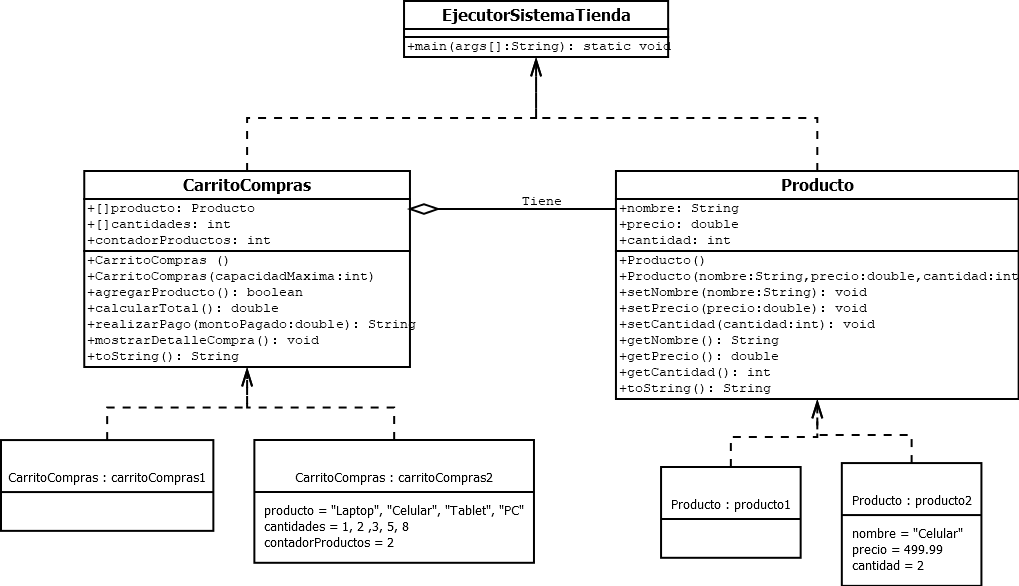 EjecutorSistemaTienda
+main(args[]:String): static void
CarritoCompras
+[]producto: Producto
+[]cantidades: int
+contadorProductos: int
+CarritoCompras ()
+CarritoCompras(capacidadMaxima:int)
+agregarProducto(): boolean
+calcularTotal(): double
+realizarPago(montoPagado:double): String
+mostrarDetalleCompra(): void
+toString(): String
Tiene
Producto
+nombre: String
+precio: double
+cantidad: int
+Producto()
+Producto(nombre:String,precio:double,cantidad:int
+setNombre(nombre:String): void
+setPrecio(precio:double): void
+setCantidad(cantidad:int): void
+getNombre(): String
+getPrecio(): double
+getCantidad(): int
+toString(): String
CarritoCompras : carritoCompras1
CarritoCompras : carritoCompras2
producto = "Laptop", "Celular", "Tablet", "PC"
cantidades = 1, 2 ,3, 5, 8
contadorProductos = 2
Producto : producto1
Producto : producto2
nombre = "Celular"
precio = 499.99
cantidad = 2